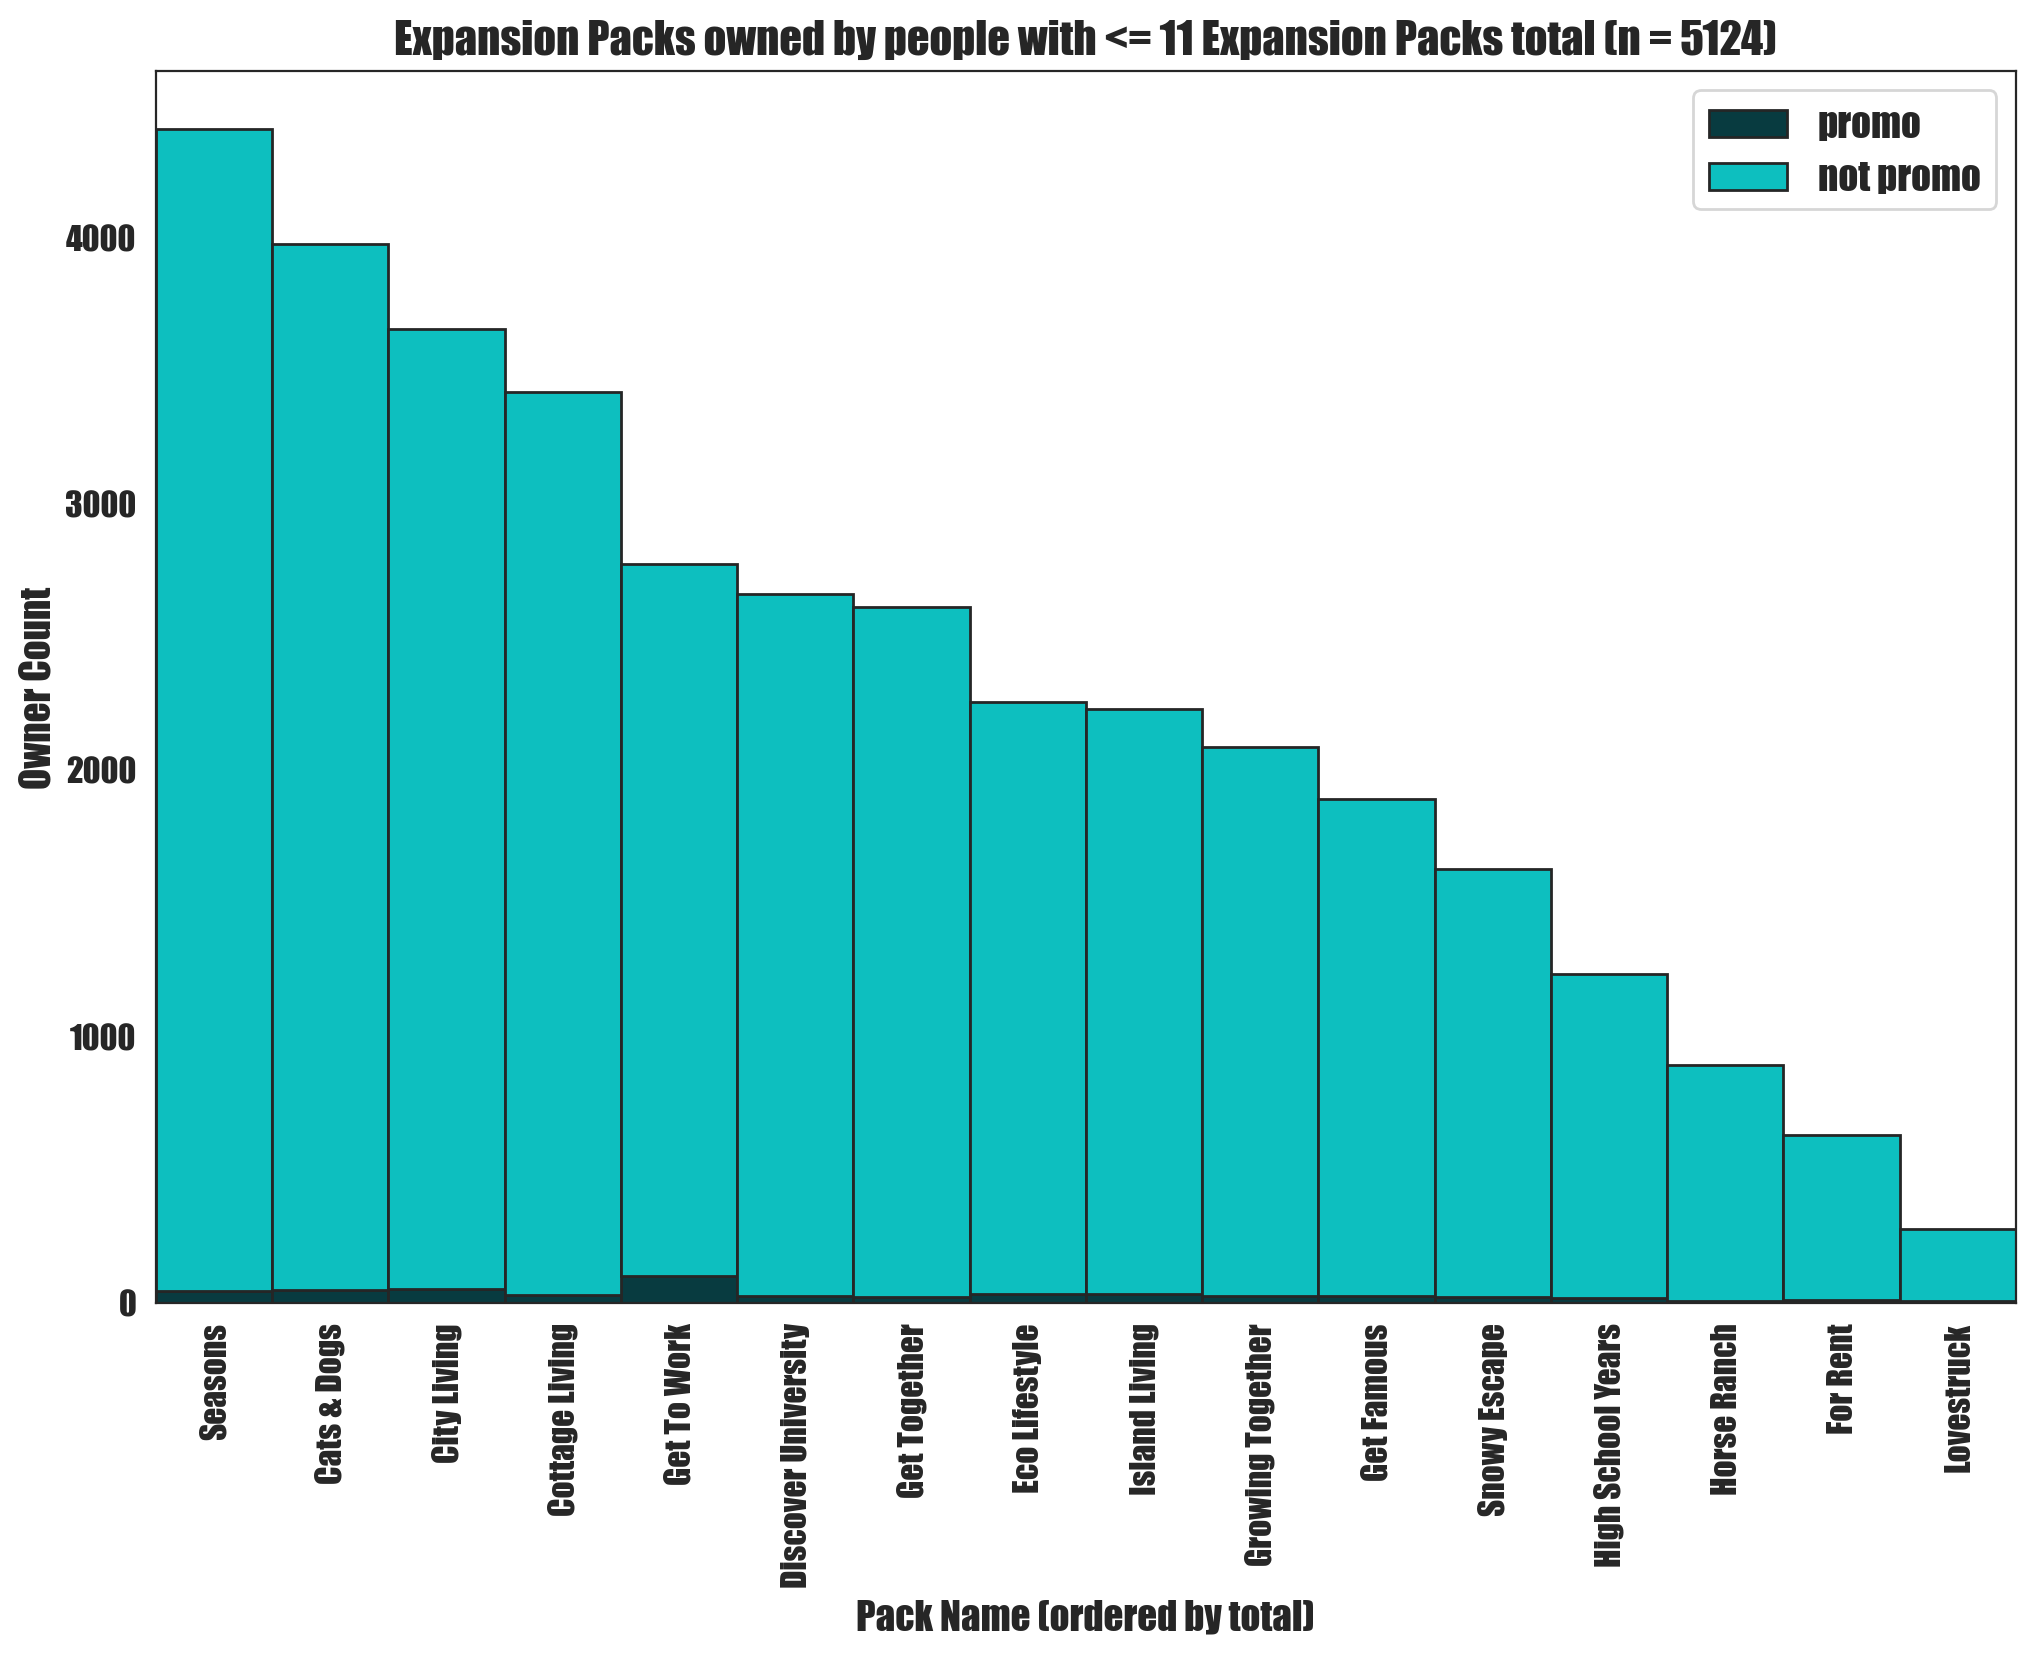 Expansion Packs owned by people with <= 11 Expansion Packs total (n = 5124)
promo
not promo
4000
3000
2000
1000
0
Owner Count
Seasons
Cats & Dogs
City Living
Cottage Living
Get To Work
Discover University
Get Together
Eco Lifestyle
Island Living
Growing Together
Get Famous
Snowy Escape
High School Years
Horse Ranch
For Rent
Lovestruck
Pack Name (ordered by total)